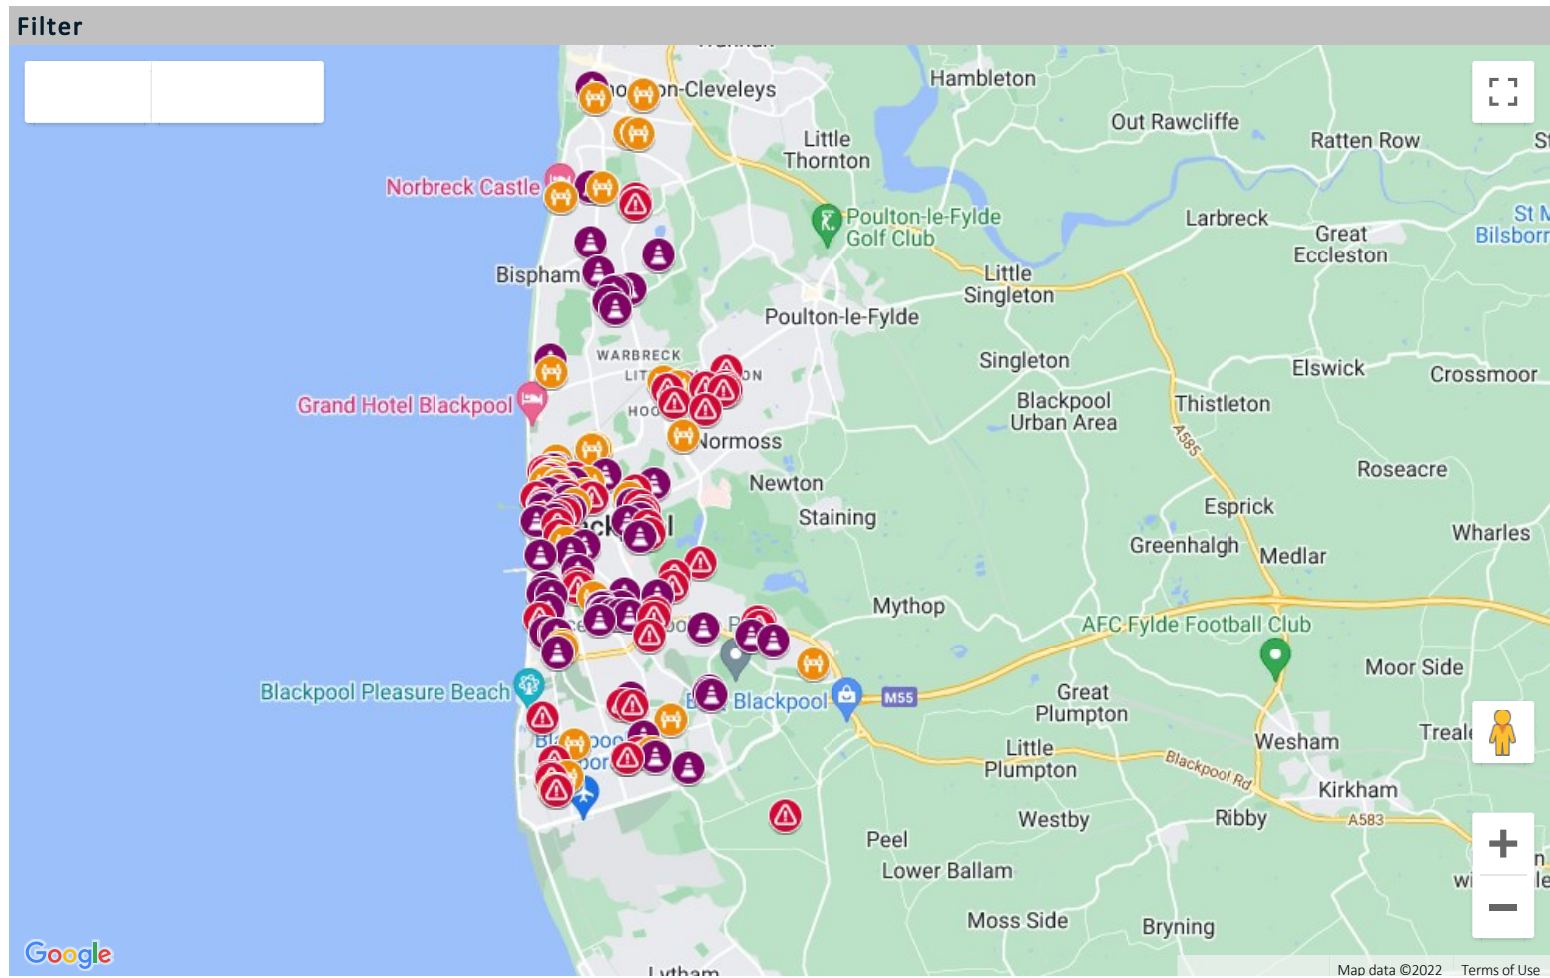 Filter
Hambleton
on-Cleveleys
Out Rawcliffe
Little
Thornton
Ratten Row
Norbreck Castle
Poulton-le-Fylde
Golf Club
Larbreck
Great
Eccleston
St M
Bilsborr
Bispham
Little
Singleton
Poulton-le-Fylde
WARBRECK
Singleton
Elswick
Crossmoor
Grand Hotel Blackpool
Blackpool
Urban Area
Thistleton
Normoss
A585
Roseacre
Newton
Staining
Esprick
Wharles
Greenhalgh
Medlar
Mythop
AFC Fylde Football Club
Moor Side
Blackpool Pleasure Beach
Blackpool
M55
Great
Plumpton
Wesham
Little
Plumpton
Blackpool Rd
Kirkham
Westby
Ribby
A583
Peel
Lower Ballam
Moss Side
Bryning
Lytham
Google
Map data ©2022 Terms of Use